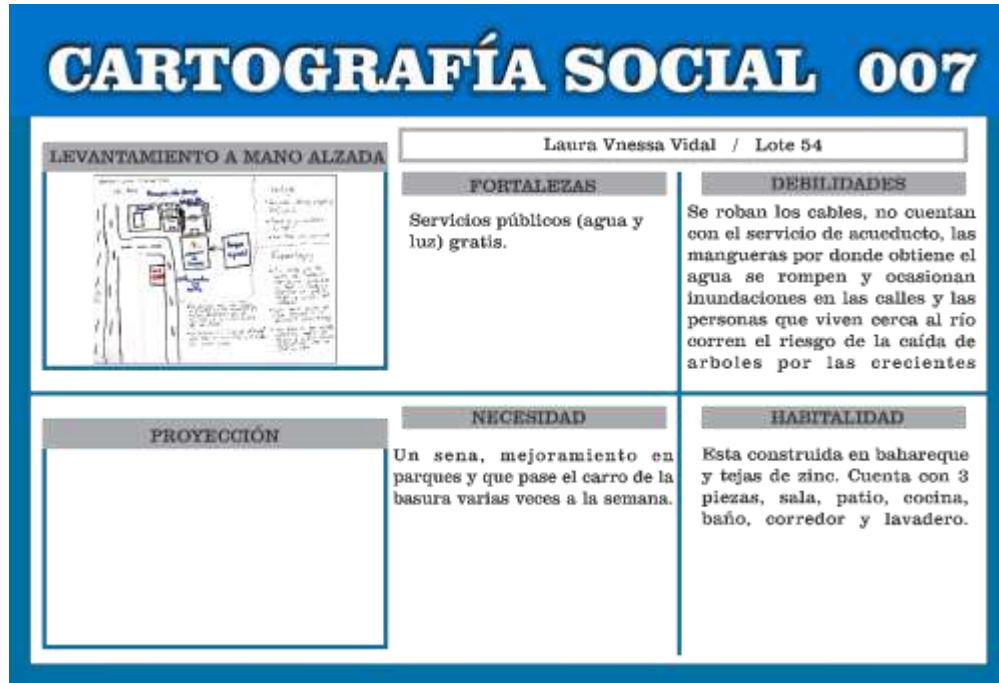 CARTOGRAFÍA SOCIAL 007
LEVANTAMIENTO A MANO ALZADA
Laura Vnessa Vidal / Lote 54
FORTALEZAS
Servicios públicos (agua y
luz) gratis.
DEBILIDADES
Se roban los cables, no cuentan
con el servicio de acueducto, las
mangueras por donde obtiene el
agua se rompen y ocasionan
inundaciones en las calles y las
personas que viven cerca al río
corren el riesgo de la caída de
arboles por las crecientes
PROYECCIÓN
NECESIDAD
Un sena, mejoramiento en
parques y que pase el carro de la
basura varias veces a la semana.
HABITALIDAD
Esta construida en bahareque
y tejas de zinc. Cuenta con 3
piezas, sala, patio, cocina,
baño, corredor y lavadero.